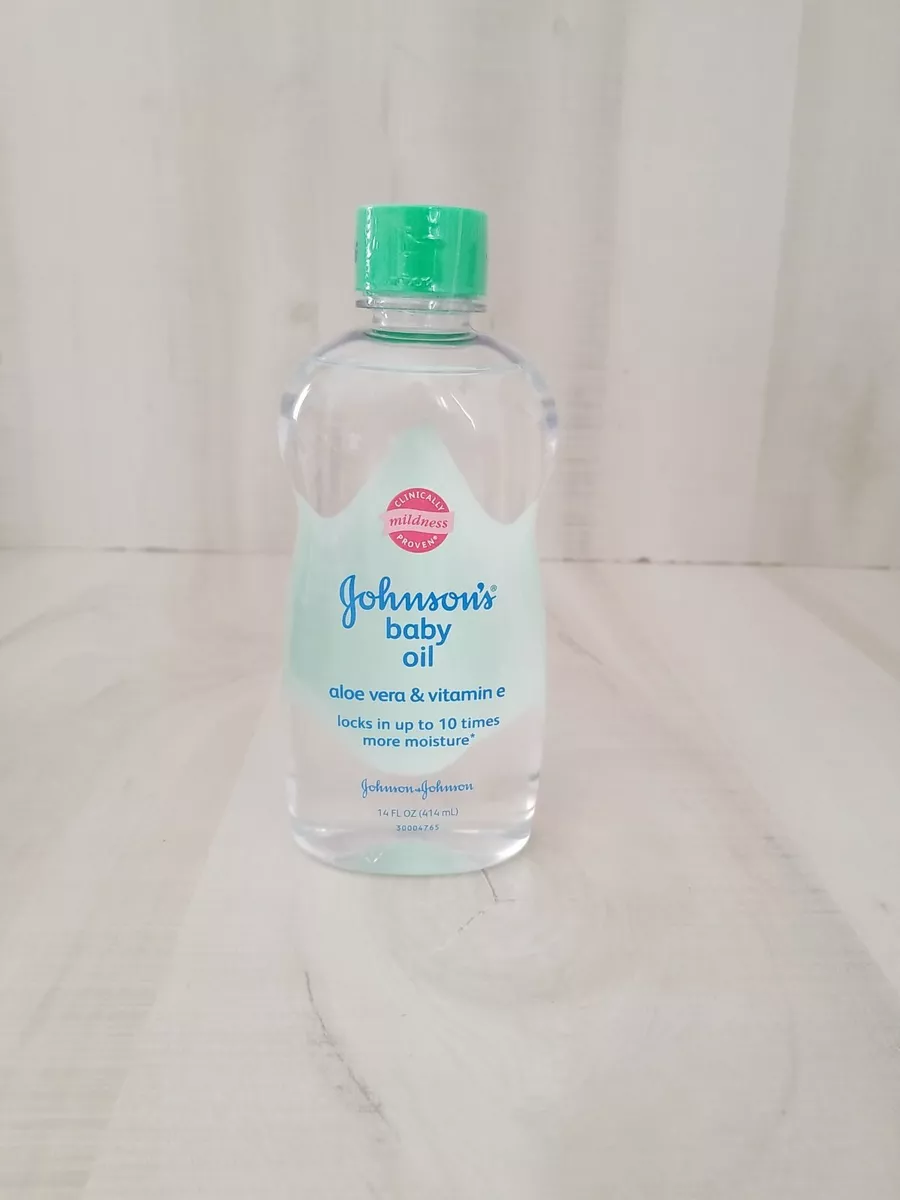 CLINICALLY
mildness
PROVEN®
Johnson's®
baby
oil
aloe vera & vitamin e
locks in up to 10 times
more moisture*
Johnson & Johnson
14 FL OZ (414 mL)
30004765